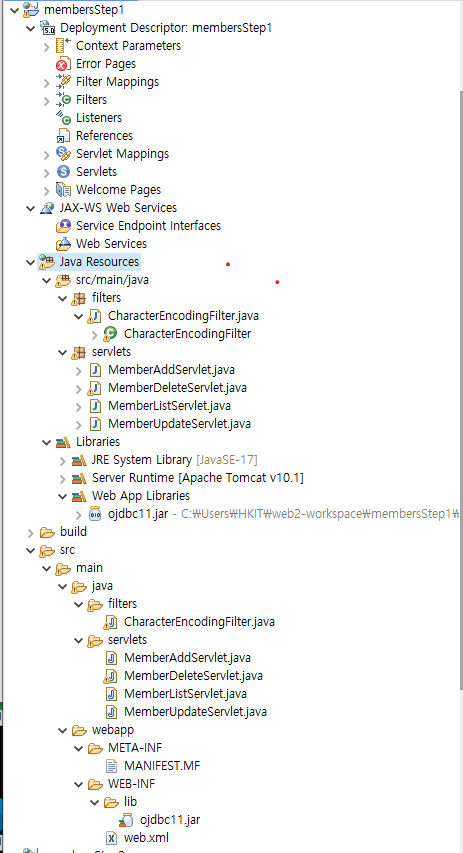 membersStep1
Deployment Descriptor: membersStep1
Context Parameters
Error Pages
Filter Mappings
Filters
Listeners
References
Servlet Mappings
Servlets
Welcome Pages
JAX-WS Web Services
Service Endpoint Interfaces
Web Services
Java Resources
src/main/java
filters
CharacterEncodingFilter.java
CharacterEncodingFilter
servlets
MemberAddServlet.java
MemberDeleteServlet.java
MemberListServlet.java
MemberUpdateServlet.java
Libraries
JRE System Library [JavaSE-17]
Server Runtime [Apache Tomcat v10.1]
Web App Libraries
ojdbc11.jar - C:₩Users₩HKIT₩web2-workspace₩membersStep1₩
build
src
main
java
filters
CharacterEncodingFilter.java
servlets
MemberAddServlet.java
MemberDeleteServlet.java
MemberListServlet.java
MemberUpdateServlet.java
webapp
META-INF
MANIFEST.MF
WEB-INF
lib
ojdbc11.jar
web.xml